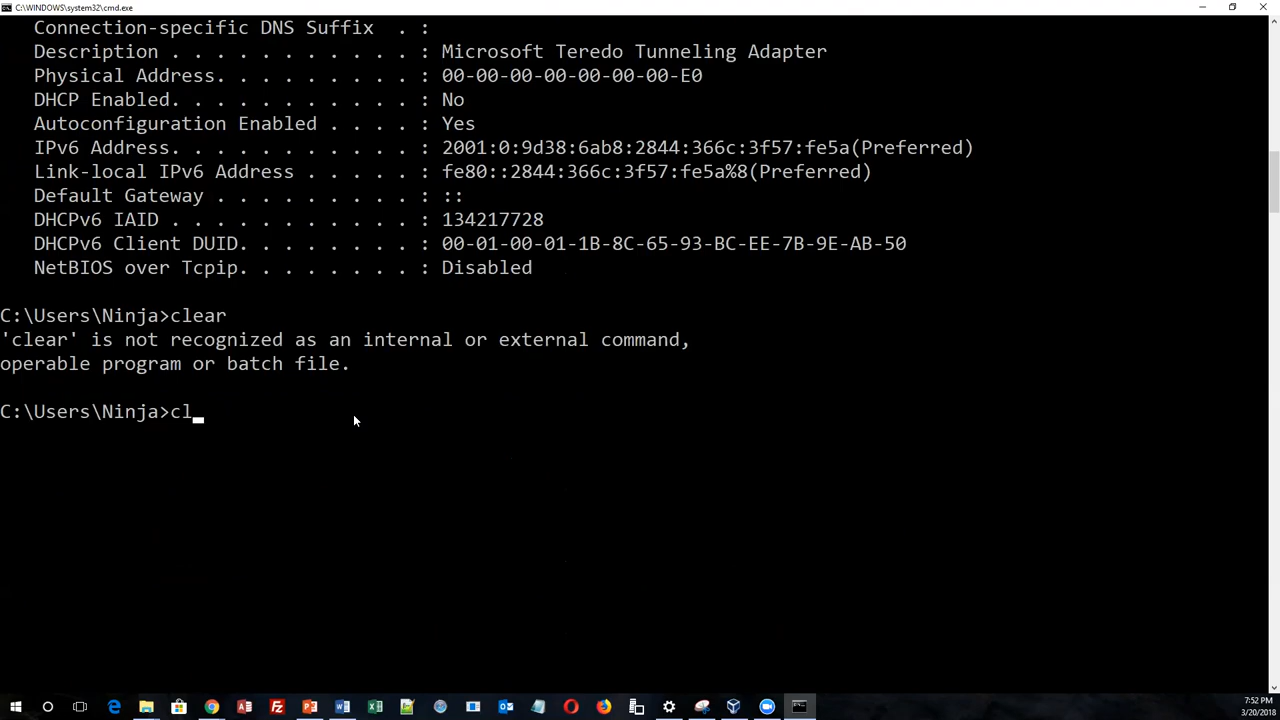 C:\WINDOWS\system32\cmd.exe
Connection-specific DNS Suffix  . :
Description . . . . . . . . . . . : Microsoft Teredo Tunneling Adapter
Physical Address. . . . . . . . . : 00-00-00-00-00-00-00-E0
DHCP Enabled. . . . . . . . . . . : No
Autoconfiguration Enabled . . . . : Yes
IPv6 Address. . . . . . . . . . . : 2001:0:9d38:6ab8:2844:366c:3f57:fe5a(Preferred)
Link-local IPv6 Address . . . . . : fe80::2844:366c:3f57:fe5a%8(Preferred)
Default Gateway . . . . . . . . . : ::
DHCPv6 IAID . . . . . . . . . . . : 134217728
DHCPv6 Client DUID. . . . . . . . : 00-01-00-01-1B-8C-65-93-BC-EE-7B-9E-AB-50
NetBIOS over Tcpip. . . . . . . . : Disabled
C:\Users\Ninja>clear
'clear' is not recognized as an internal or external command,
operable program or batch file.
C:\Users\Ninja>cl
7:52 PM
3/20/2018